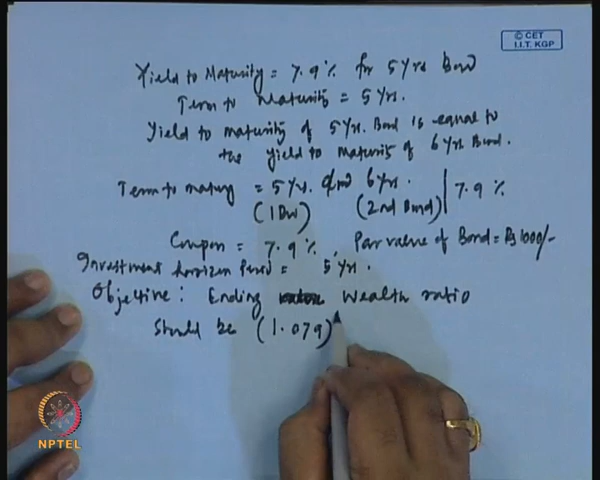 © CET
I.I.T. KGP
Yield to Maturity = 7.9% for 5 Yrs Bond
Term to Maturity = 5 Yrs.
Yield to maturity of 5 Yrs. Bond is equal to
the Yield to Maturity of 6 Yrs Bond.
Term to maturity = 5 Yrs. and 6 Yrs. | 7.9 %
(2nd Bond)
Coupon = 7.9 % Par value of Bond = Rs 1000/-
Investment horizon Period = 5 Yrs.
Objective: Ending Wealth ratio
Should be (1.079)
NPTEL